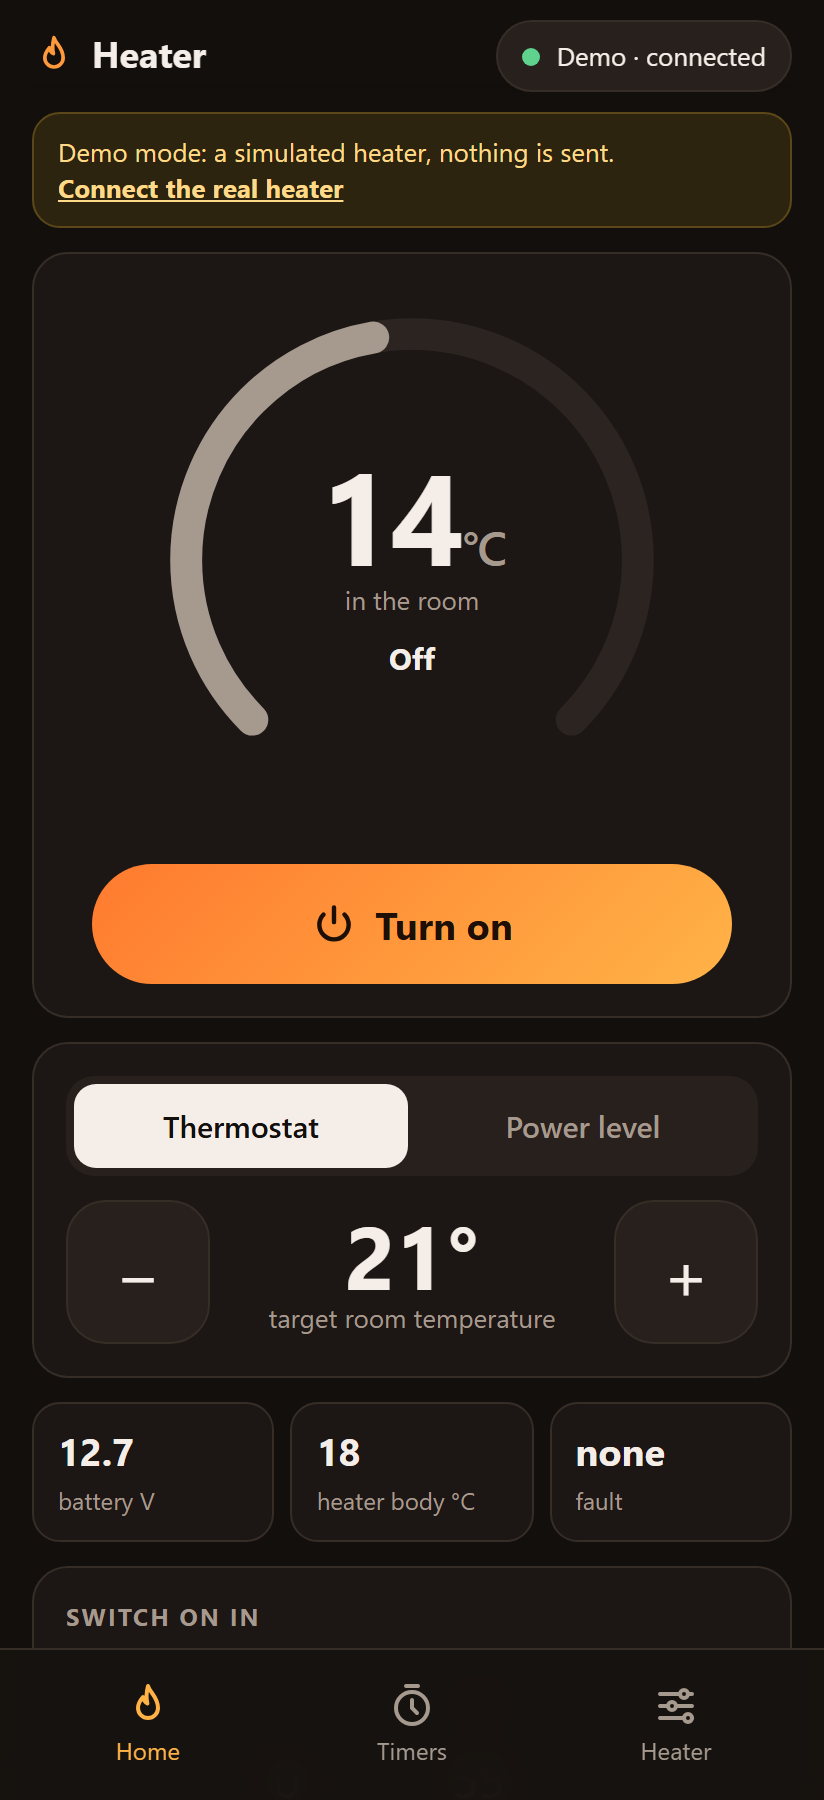 Heater
Demo · connected
Demo mode: a simulated heater, nothing is sent.
Connect the real heater
14°C
in the room
Off
Turn on
Thermostat
Power level
−
21°
+
target room temperature
12.7
battery V
18
heater body °C
none
fault
SWITCH ON IN
Home
Timers
Heater